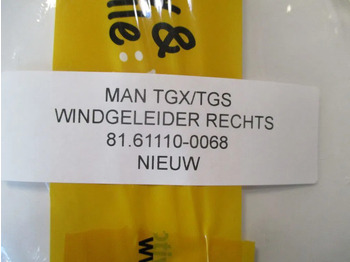 &
MAN TGX/TGS
WINDGELEIDER RECHTS
81.61110-0068
NIEUW